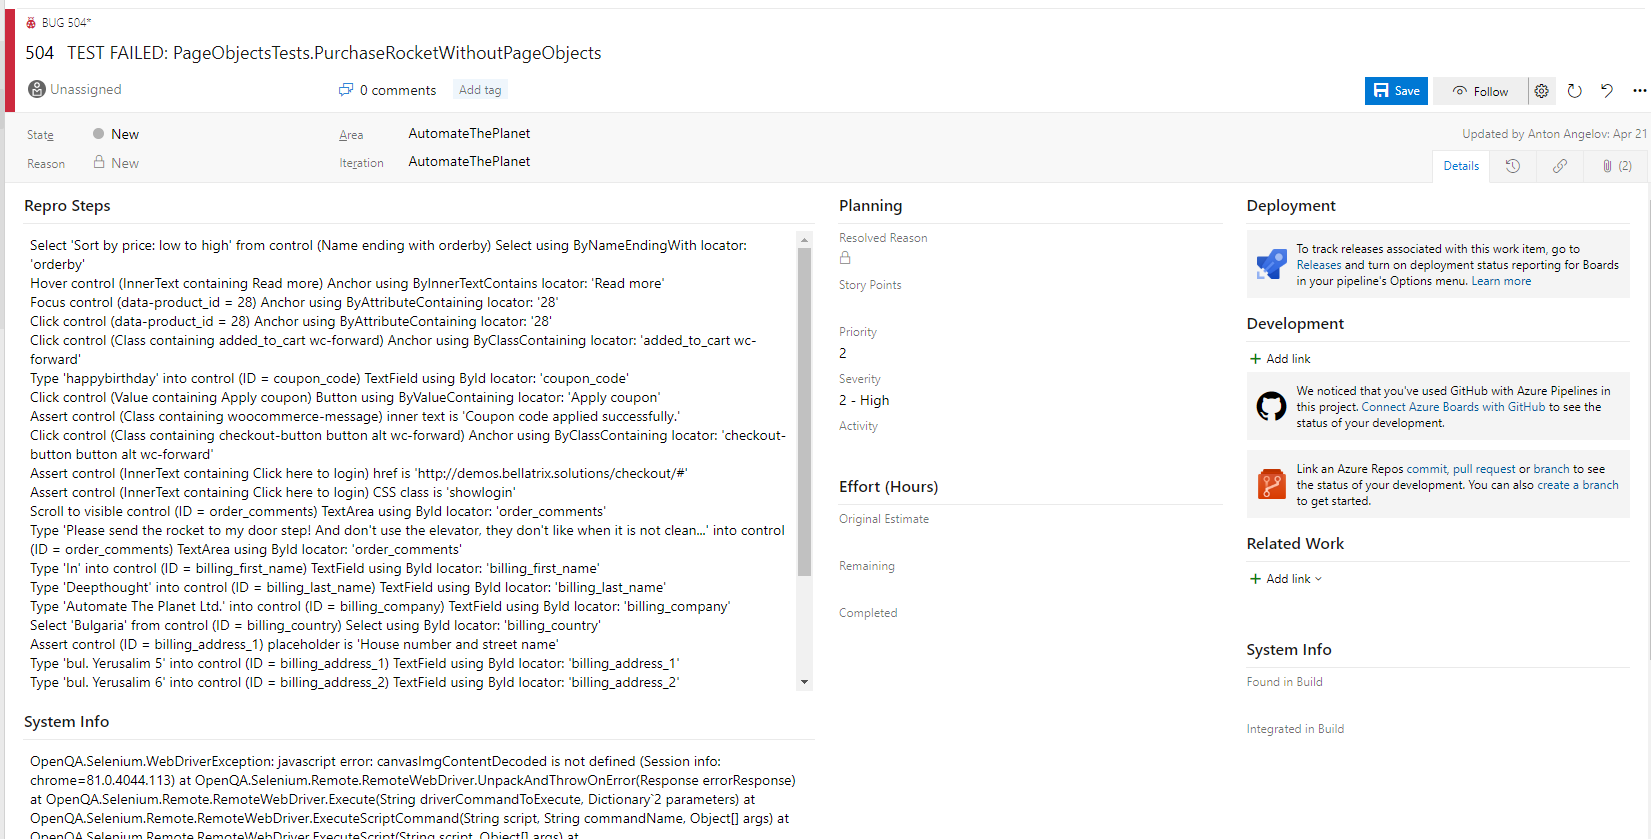 BUG 504*
504 TEST FAILED: PageObjectsTests.PurchaseRocketWithoutPageObjects
Unassigned
0 comments
Add tag
Save
Follow
State
New
Area
AutomateThePlanet
Updated by Anton Angelov: Apr 21
Reason
New
Iteration
AutomateThePlanet
Details
(2)
Repro Steps
Select 'Sort by price: low to high' from control (Name ending with orderby) Select using ByNameEndingWith locator:
'orderby'
Hover control (InnerText containing Read more) Anchor using ByInnerTextContains locator: 'Read more'
Focus control (data-product_id = 28) Anchor using ByAttributeContaining locator: '28'
Click control (data-product_id = 28) Anchor using ByAttributeContaining locator: '28'
Click control (Class containing added_to_cart wc-forward) Anchor using ByClassContaining locator: 'added_to_cart wc-
forward'
Type 'happybirthday' into control (ID = coupon_code) TextField using ById locator: 'coupon_code'
Click control (Value containing Apply coupon) Button using ByValueContaining locator: 'Apply coupon'
Assert control (Class containing woocommerce-message) inner text is 'Coupon code applied successfully.'
Click control (Class containing checkout-button button alt wc-forward) Anchor using ByClassContaining locator: 'checkout-
button button alt wc-forward'
Assert control (InnerText containing Click here to login) href is 'http://demos.bellatrix.solutions/checkout/#'
Assert control (InnerText containing Click here to login) CSS class is 'showlogin'
Scroll to visible control (ID = order_comments) TextArea using ById locator: 'order_comments'
Type 'Please send the rocket to my door step! And don't use the elevator, they don't like when it is not clean...' into control
(ID = order_comments) TextArea using ById locator: 'order_comments'
Type 'In' into control (ID = billing_first_name) TextField using ById locator: 'billing_first_name'
Type 'Deepthought' into control (ID = billing_last_name) TextField using ById locator: 'billing_last_name'
Type 'Automate The Planet Ltd.' into control (ID = billing_company) TextField using ById locator: 'billing_company'
Select 'Bulgaria' from control (ID = billing_country) Select using ById locator: 'billing_country'
Assert control (ID = billing_address_1) placeholder is 'House number and street name'
Type 'bul. Yerusalim 5' into control (ID = billing_address_1) TextField using ById locator: 'billing_address_1'
Type 'bul. Yerusalim 6' into control (ID = billing_address_2) TextField using ById locator: 'billing_address_2'
System Info
OpenQA.Selenium.WebDriverException: javascript error: canvasImgContentDecoded is not defined (Session info:
chrome=81.0.4044.113) at OpenQA.Selenium.Remote.RemoteWebDriver.UnpackAndThrowOnError(Response errorResponse)
at OpenQA.Selenium.Remote.RemoteWebDriver.Execute(String driverCommandToExecute, Dictionary`2 parameters) at
OpenQA.Selenium.Remote.RemoteWebDriver.ExecuteScriptCommand(String script, String commandName, Object[] args) at
OpenQA.Selenium.Remote.RemoteWebDriver.ExecuteScript(String script, Object[] args) at
Planning
Resolved Reason
Story Points
Priority
2
Severity
2 - High
Activity
Effort (Hours)
Original Estimate
Remaining
Completed
Deployment
To track releases associated with this work item, go to
Releases and turn on deployment status reporting for Boards
in your pipeline's Options menu. Learn more
Development
Add link
We noticed that you've used GitHub with Azure Pipelines in
this project. Connect Azure Boards with GitHub to see the
status of your development.
Link an Azure Repos commit, pull request or branch to see
the status of your development. You can also create a branch
to get started.
Related Work
Add link
System Info
Found in Build
Integrated in Build